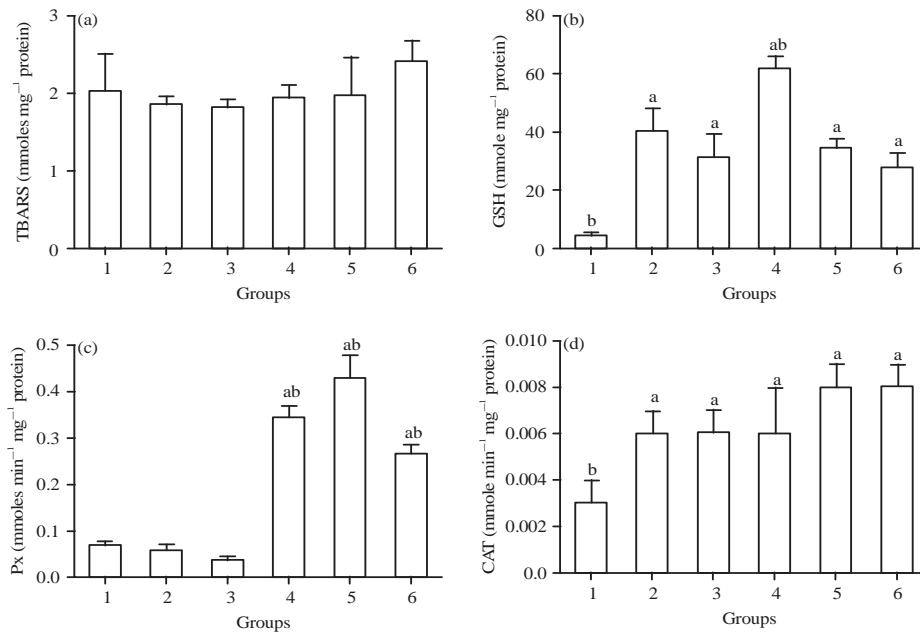 (a)
TBARS (mmoles mg⁻¹ protein)
3
2
1
0
1 2 3 4 5 6
Groups
(b)
GSH (mmole mg⁻¹ protein)
80
60
40
20
0
b a a ab a a
1 2 3 4 5 6
Groups
(c)
Px (mmoles min⁻¹ mg⁻¹ protein)
0.5
0.4
0.3
0.2
0.1
0.0
ab ab ab
1 2 3 4 5 6
Groups
(d)
CAT (mmole min⁻¹ mg⁻¹ protein)
0.010
0.008
0.006
0.004
0.002
0.0
b a a a a a
1 2 3 4 5 6
Groups